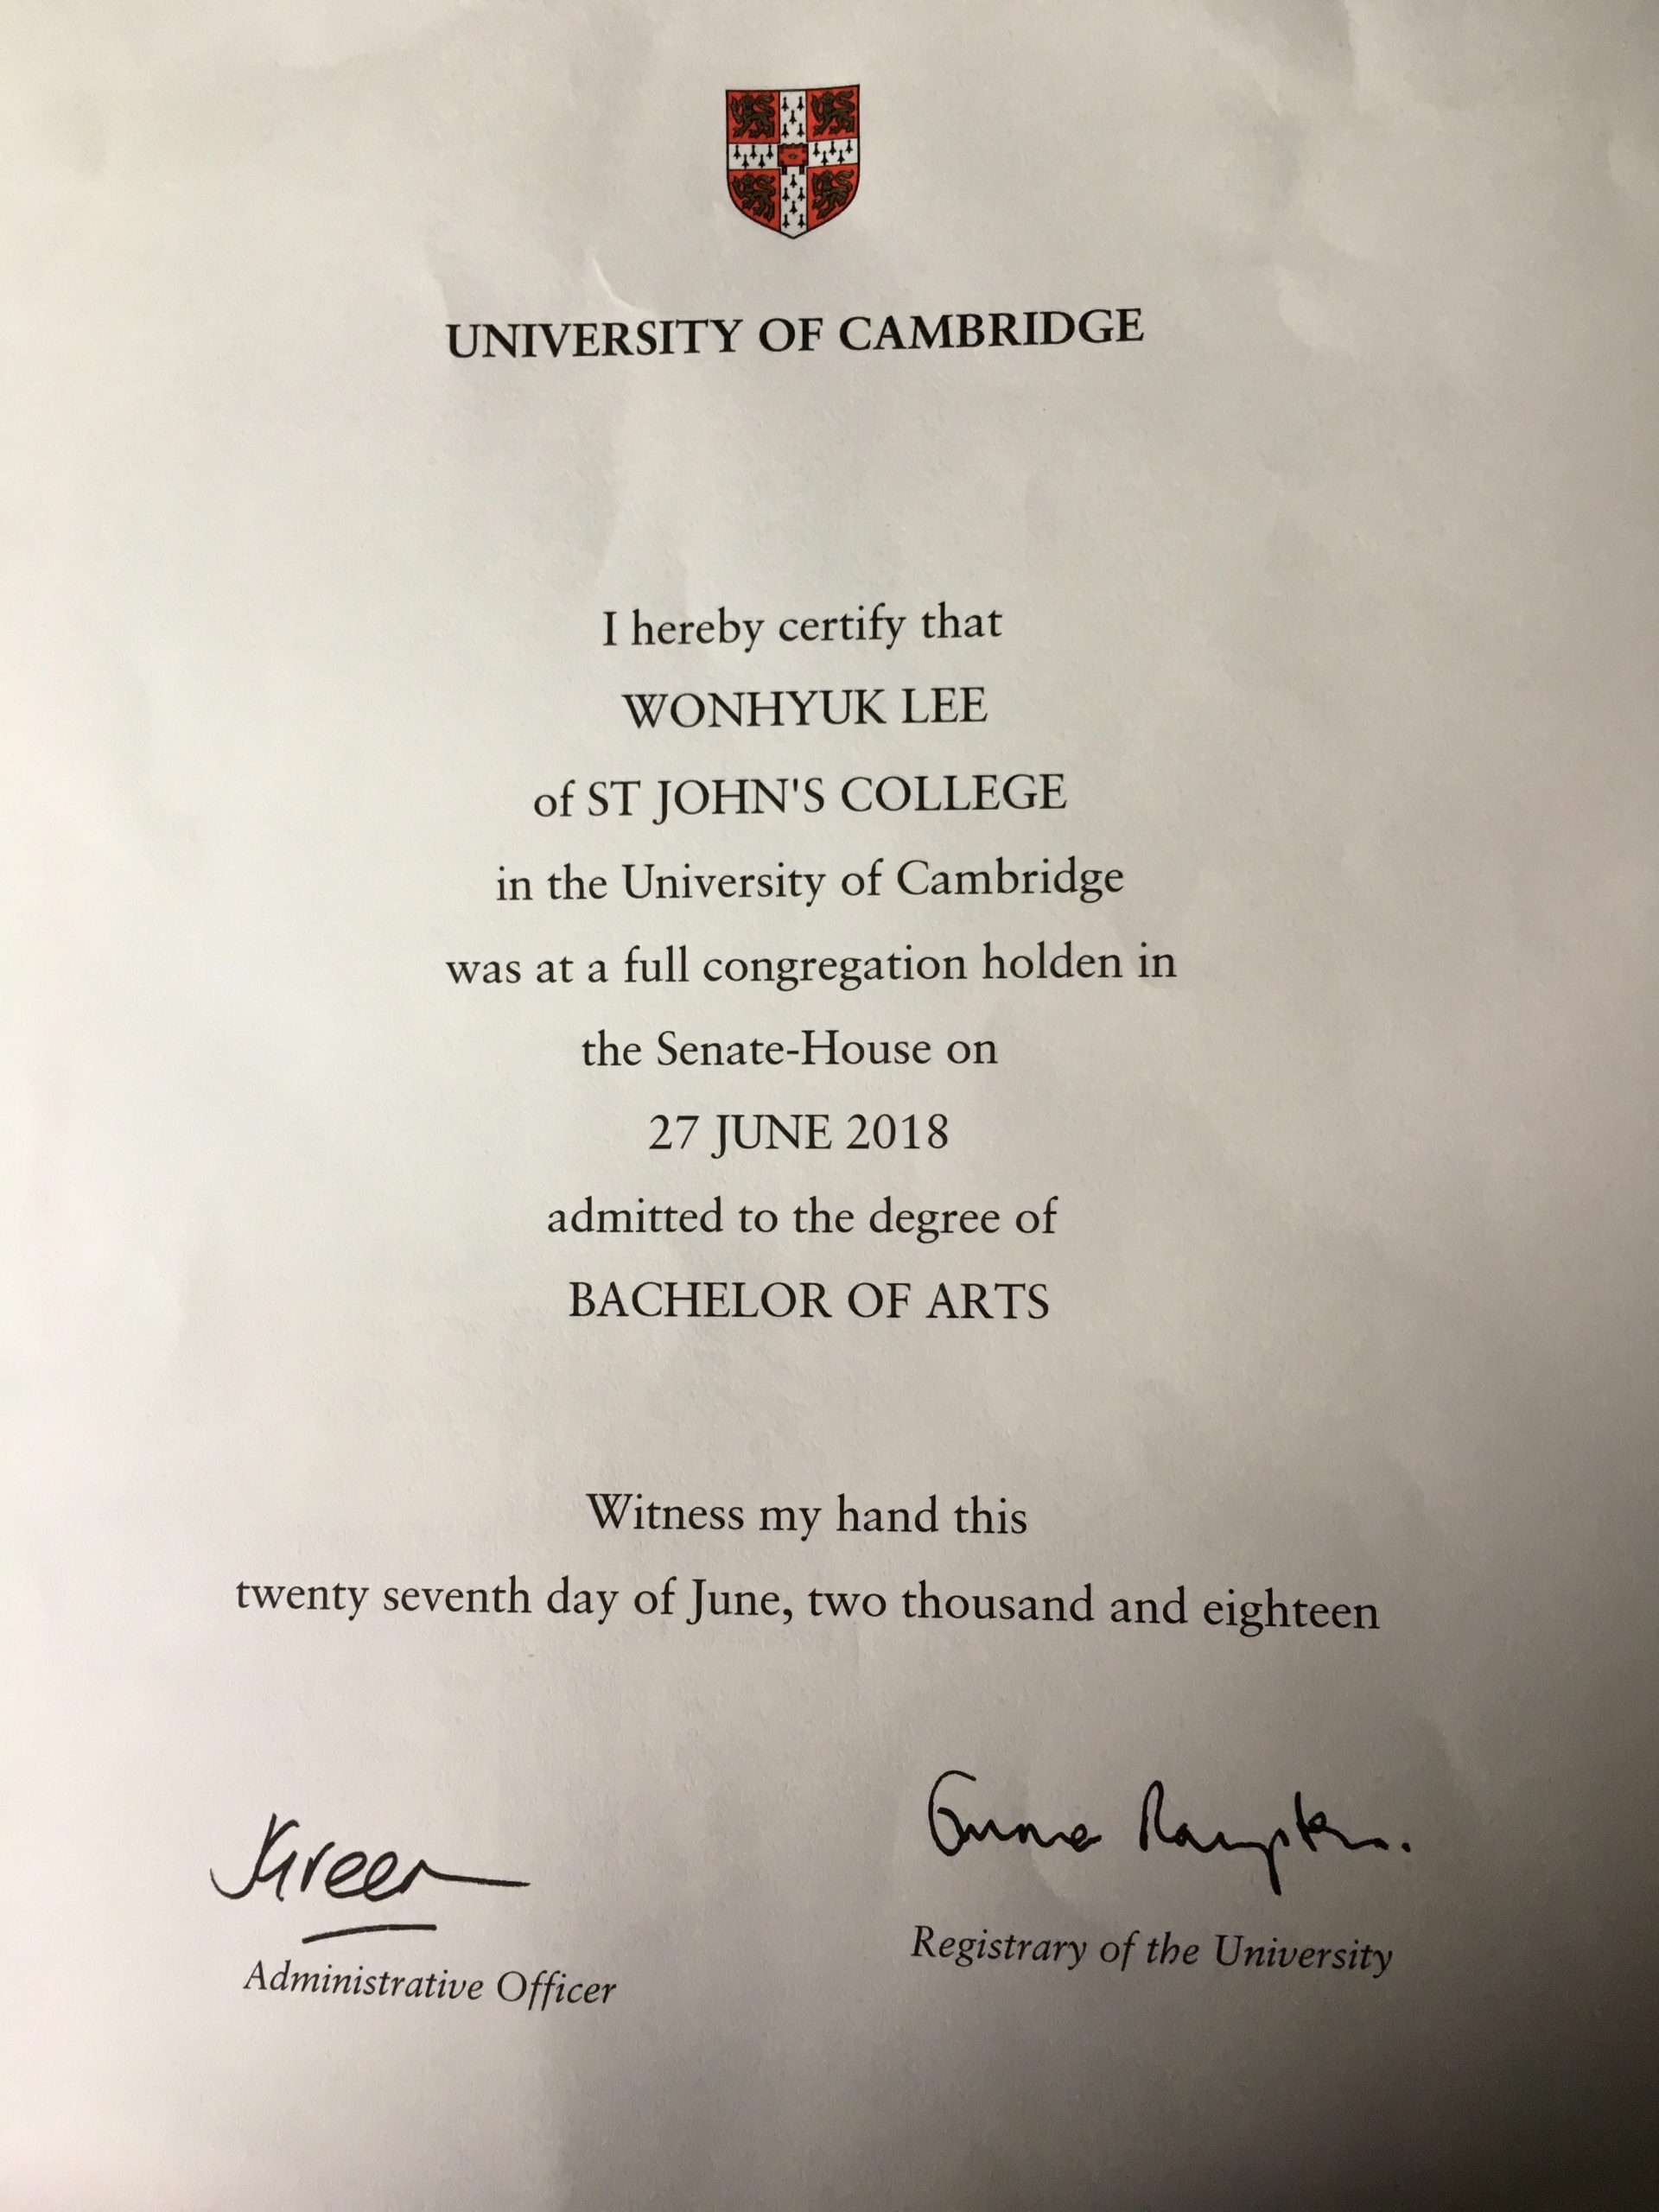 UNIVERSITY OF CAMBRIDGE
I hereby certify that
WONHYUK LEE
of ST JOHN'S COLLEGE
in the University of Cambridge
was at a full congregation holden in
the Senate-House on
27 JUNE 2018
admitted to the degree of
BACHELOR OF ARTS
Witness my hand this
twenty seventh day of June, two thousand and eighteen
Administrative Officer
Registrary of the University